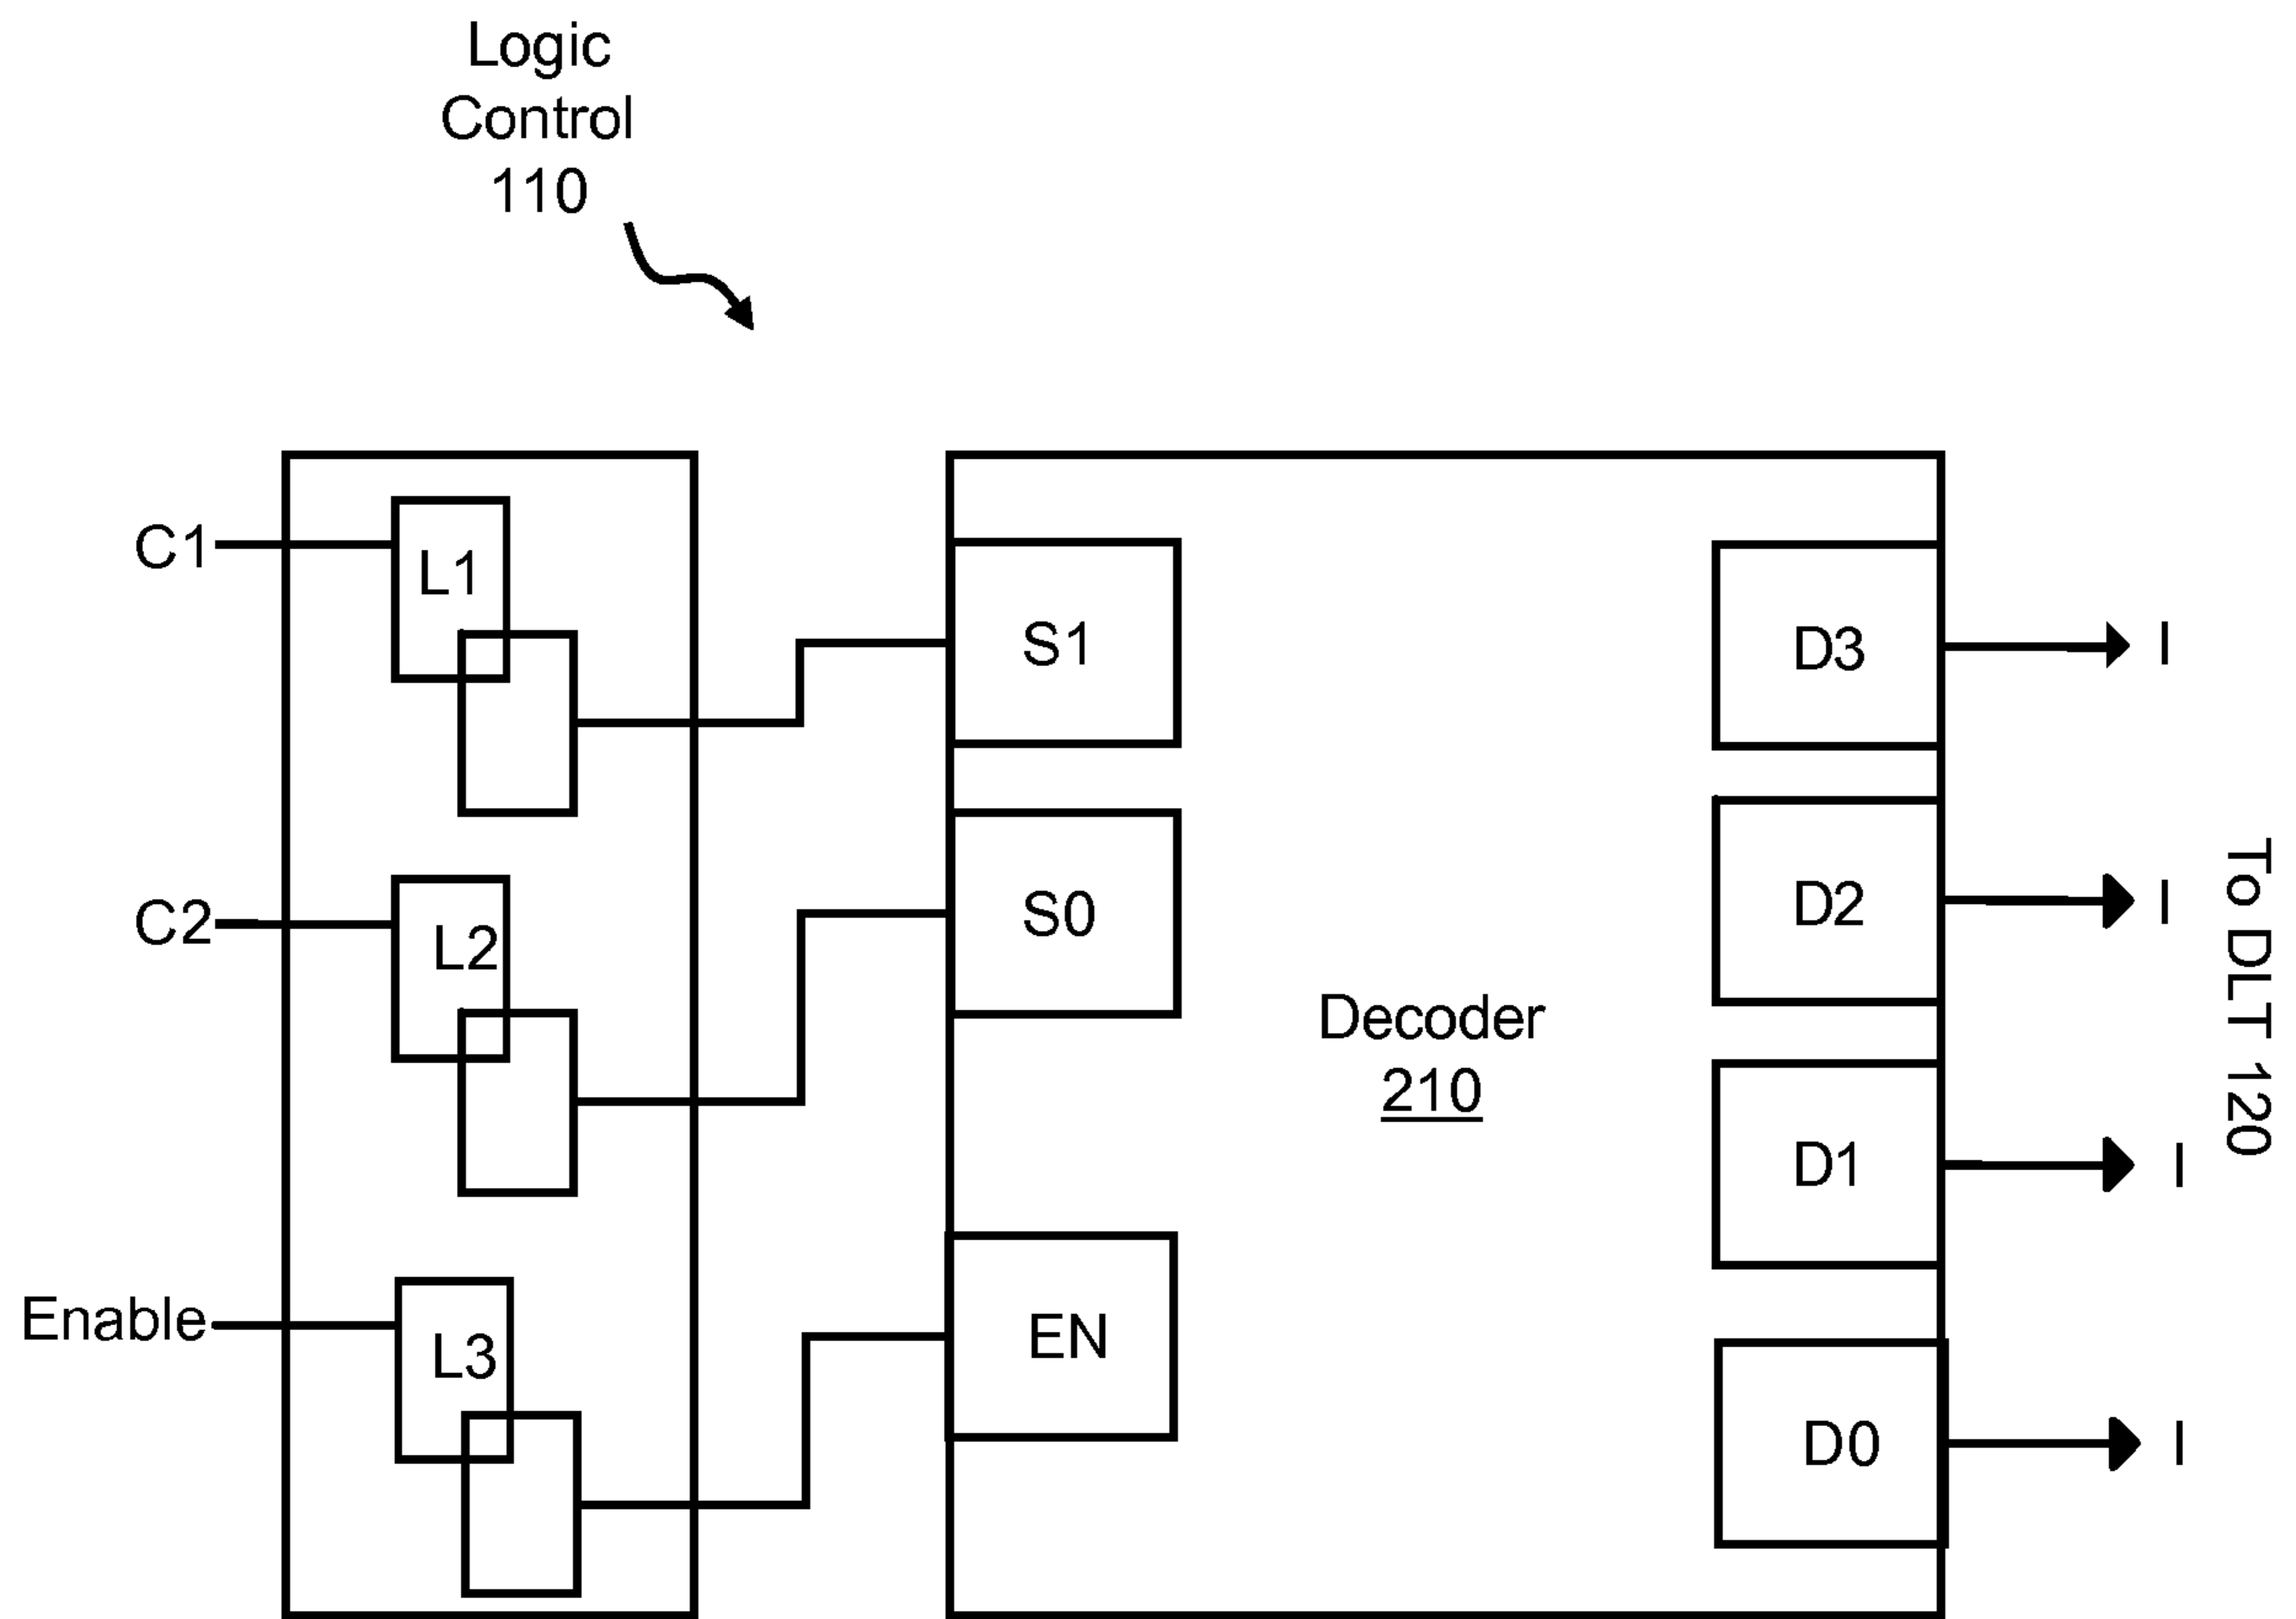 Logic
Control
110
C1
L1
S1
D3
I
C2
L2
S0
D2
I
Decoder
210
D1
I
Enable
L3
EN
D0
I
To DLT 120